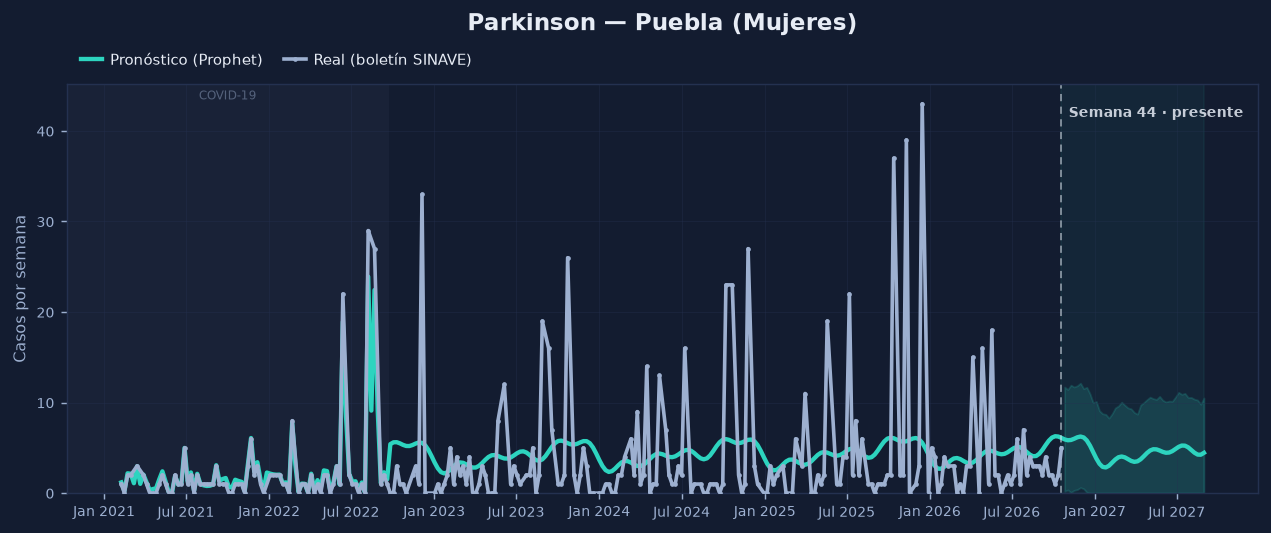 Parkinson — Puebla (Mujeres)
Pronóstico (Prophet)
Real (boletín SINAVE)
COVID-19
Semana 44 · presente
Casos por semana
40
30
20
10
0
Jan 2021
Jul 2021
Jan 2022
Jul 2022
Jan 2023
Jul 2023
Jan 2024
Jul 2024
Jan 2025
Jul 2025
Jan 2026
Jul 2026
Jan 2027
Jul 2027